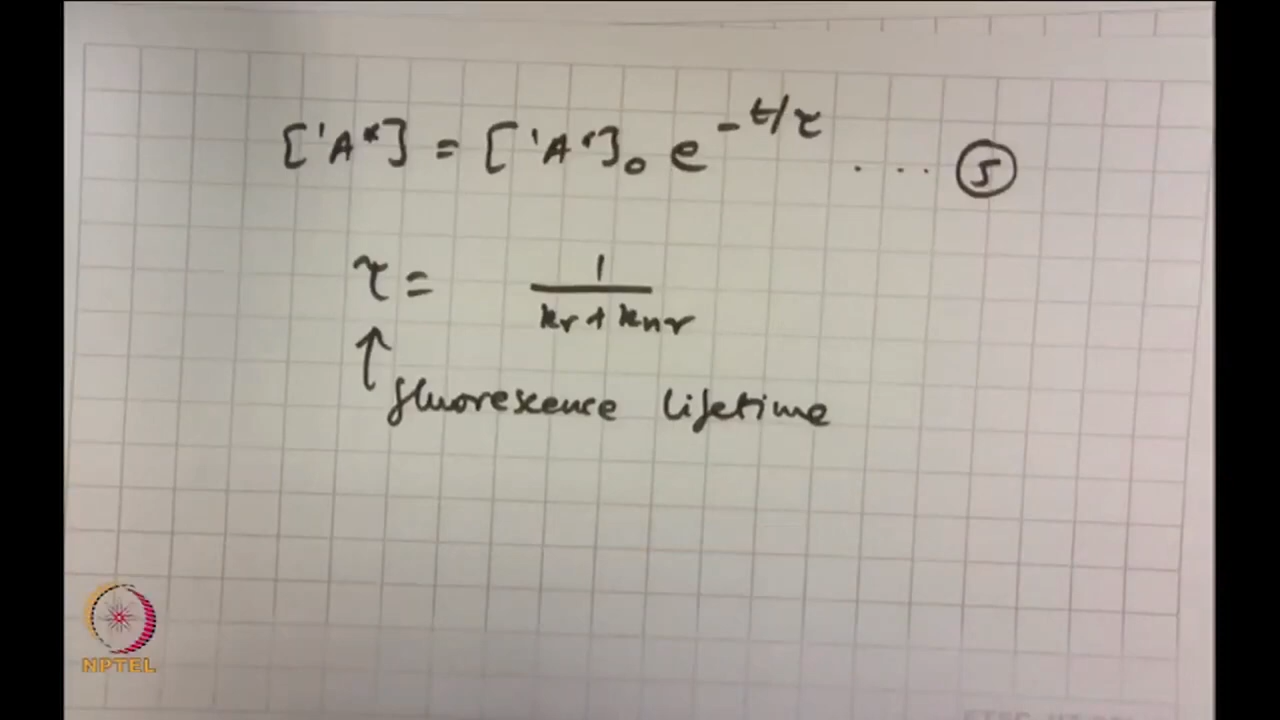 ['A*] = ['A*]₀ e^{-t/τ} .... ⑤
τ = 1/(kr + knr)
↑
fluorescence lifetime
NPTEL